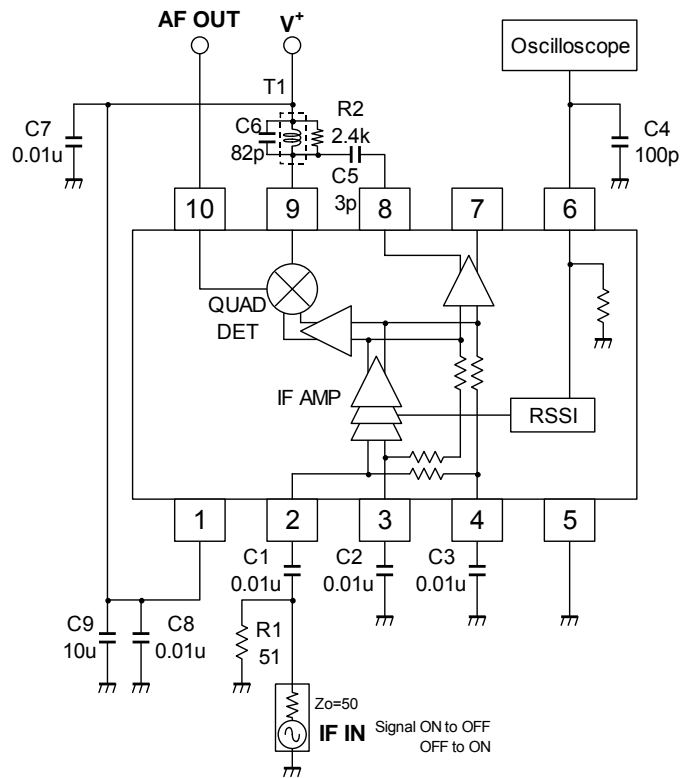 AF OUT
V+
Oscilloscope
T1
C7
0.01u
C6
82p
R2
2.4k
C5
3p
C4
100p
10
9
8
7
6
QUAD
DET
IF AMP
RSSI
1
2
3
4
5
C1
0.01u
C2
0.01u
C3
0.01u
C9
10u
C8
0.01u
R1
51
Zo=50
IF IN
Signal ON to OFF
OFF to ON